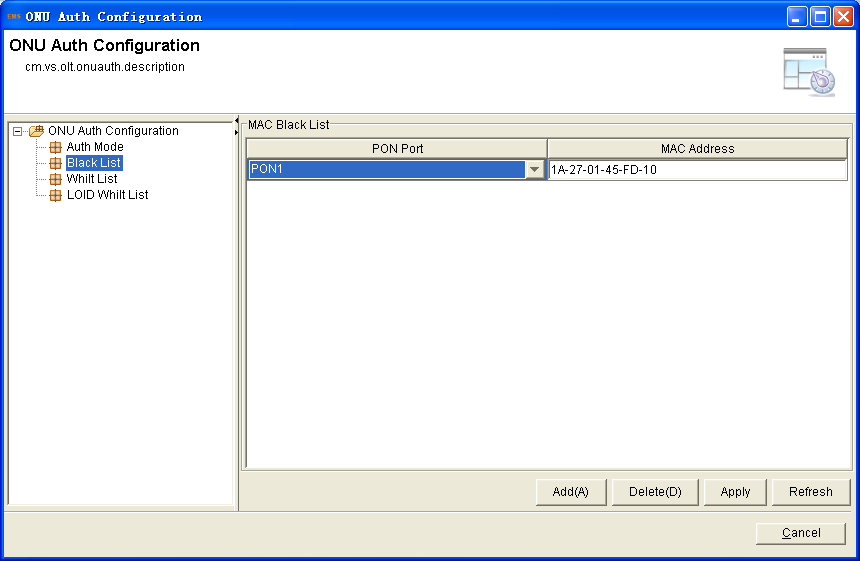 EMS ONU Auth Configuration
ONU Auth Configuration
cm.vs.olt.onuauth.description
ONU Auth Configuration
Auth Mode
Black List
Whilt List
LOID Whilt List
MAC Black List
PON Port MAC Address
PON1 1A-27-01-45-FD-10
Add(A) Delete(D) Apply Refresh
Cancel